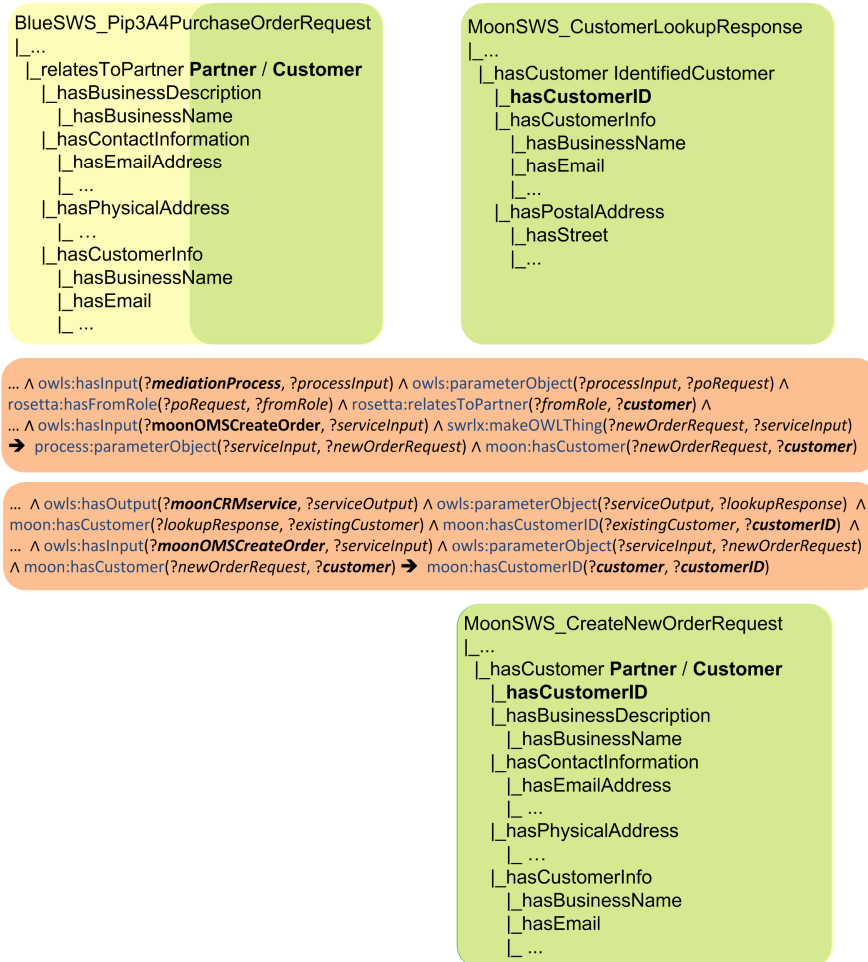 BlueSWS_Pip3A4PurchaseOrderRequest
|_...
|_relatesToPartner Partner / Customer
|_hasBusinessDescription
|_hasBusinessName
|_hasContactInformation
|_hasEmailAddress
|_ ...
|_hasPhysicalAddress
|_ ...
|_hasCustomerInfo
|_hasBusinessName
|_hasEmail
|_ ...
MoonSWS_CustomerLookupResponse
|_...
|_hasCustomer IdentifiedCustomer
|_hasCustomerID
|_hasCustomerInfo
|_hasBusinessName
|_hasEmail
|_...
|_hasPostalAddress
|_hasStreet
|_...
... ∧ owls:hasInput(?mediationProcess, ?processInput) ∧ owls:parameterObject(?processInput, ?poRequest) ∧
rosetta:hasFromRole(?poRequest, ?fromRole) ∧ rosetta:relatesToPartner(?fromRole, ?customer) ∧
... ∧ owls:hasInput(?moonOMSCreateOrder, ?serviceInput) ∧ swrlx:makeOWLThing(?newOrderRequest, ?serviceInput)
➔ process:parameterObject(?serviceInput, ?newOrderRequest) ∧ moon:hasCustomer(?newOrderRequest, ?customer)
... ∧ owls:hasOutput(?moonCRMservice, ?serviceOutput) ∧ owls:parameterObject(?serviceOutput, ?lookupResponse) ∧
moon:hasCustomer(?lookupResponse, ?existingCustomer) ∧ moon:hasCustomerID(?existingCustomer, ?customerID) ∧
... ∧ owls:hasInput(?moonOMSCreateOrder, ?serviceInput) ∧ owls:parameterObject(?serviceInput, ?newOrderRequest)
∧ moon:hasCustomer(?newOrderRequest, ?customer) ➔ moon:hasCustomerID(?customer, ?customerID)
MoonSWS_CreateNewOrderRequest
|_...
|_hasCustomer Partner / Customer
|_hasCustomerID
|_hasBusinessDescription
|_hasBusinessName
|_hasContactInformation
|_hasEmailAddress
|_ ...
|_hasPhysicalAddress
|_ ...
|_hasCustomerInfo
|_hasBusinessName
|_hasEmail
|_ ...